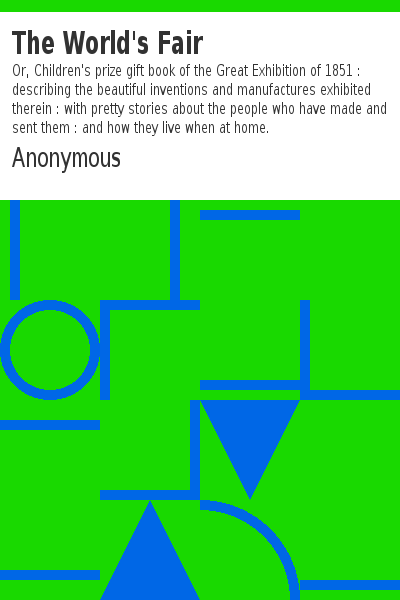 The World's Fair
Or, Children's prize gift book of the Great Exhibition of 1851 :
describing the beautiful inventions and manufactures exhibited
therein : with pretty stories about the people who have made and
sent them : and how they live when at home.
Anonymous